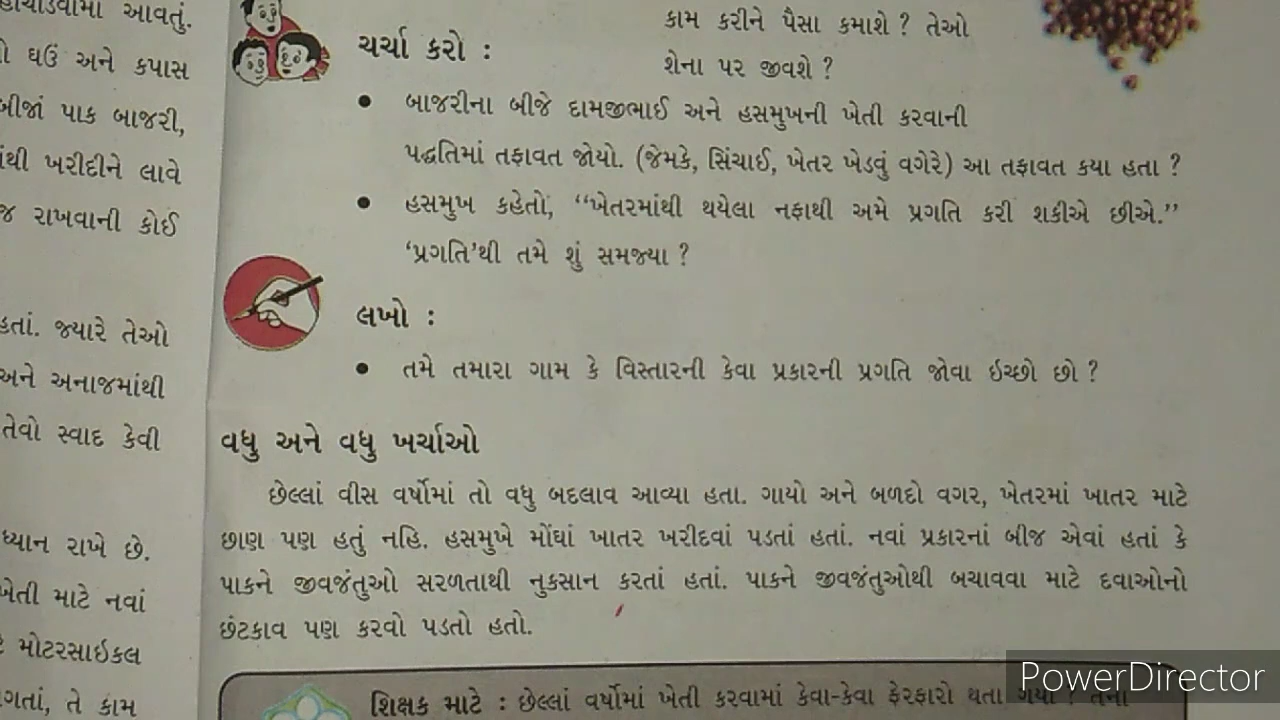 આવતું.
ઘઉં અને કપાસ
બીજાં પાક બાજરી,
ખરીદીને લાવે
રાખવાની કોઈ
હતાં. જ્યારે તેઓ
અને અનાજમાંથી
તેવો સ્વાદ કેવી
ધ્યાન રાખે છે.
ખેતી માટે નવાં
મોટરસાઇકલ
તે કામ
કામ કરીને પૈસા કમાશે ? તેઓ
શેના પર જીવશે ?
ચર્ચા કરો :
• બાજરીના બીજે દામજીભાઈ અને હસમુખની ખેતી કરવાની
પદ્ધતિમાં તફાવત જોયો. (જેમકે, સિંચાઈ, ખેતર ખેડવું વગેરે) આ તફાવત કયા હતા ?
• હસમુખ કહેતો, “ખેતરમાંથી થયેલા નફાથી અમે પ્રગતિ કરી શકીએ છીએ.”
‘પ્રગતિ’થી તમે શું સમજ્યા ?
લખો :
• તમે તમારા ગામ કે વિસ્તારની કેવા પ્રકારની પ્રગતિ જોવા ઇચ્છો છો ?
વધુ અને વધુ ખર્ચાઓ
છેલ્લાં વીસ વર્ષોમાં તો વધુ બદલાવ આવ્યા હતા. ગાયો અને બળદો વગર, ખેતરમાં ખાતર માટે
છાણ પણ હતું નહિ. હસમુખે મોંઘાં ખાતર ખરીદવાં પડતાં હતાં. નવાં પ્રકારનાં બીજ એવાં હતાં કે
પાકને જીવજંતુઓ સરળતાથી નુકસાન કરતાં હતાં. પાકને જીવજંતુઓથી બચાવવા માટે દવાઓનો
છંટકાવ પણ કરવો પડતો હતો.
શિક્ષક માટે : છેલ્લાં વર્ષોમાં ખેતી કરવામાં કેવા-કેવા ફેરફારો થતા ગયા ?
PowerDirector